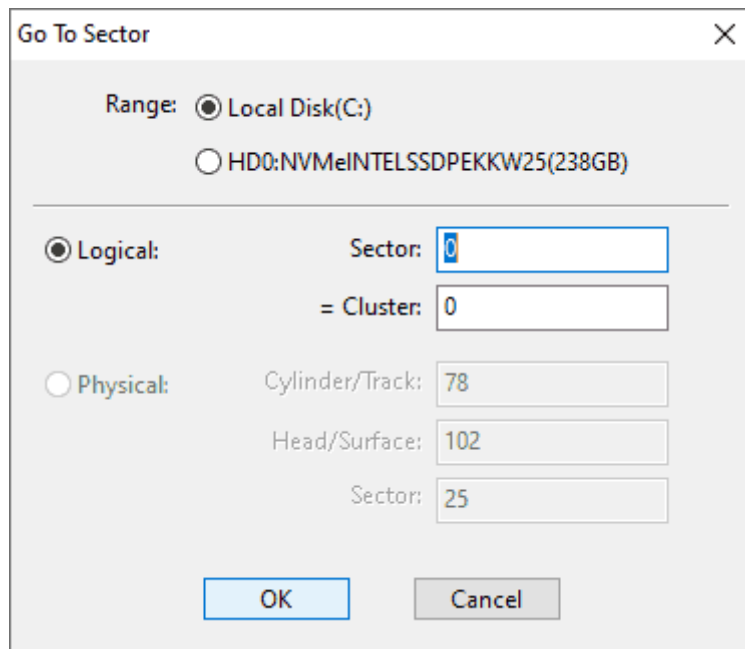 Go To Sector
Range: Local Disk(C:)
HD0:NVMeINTELSSDPEKKW25(238GB)
Logical: Sector: 0
= Cluster: 0
Physical: Cylinder/Track: 78
Head/Surface: 102
Sector: 25
OK Cancel